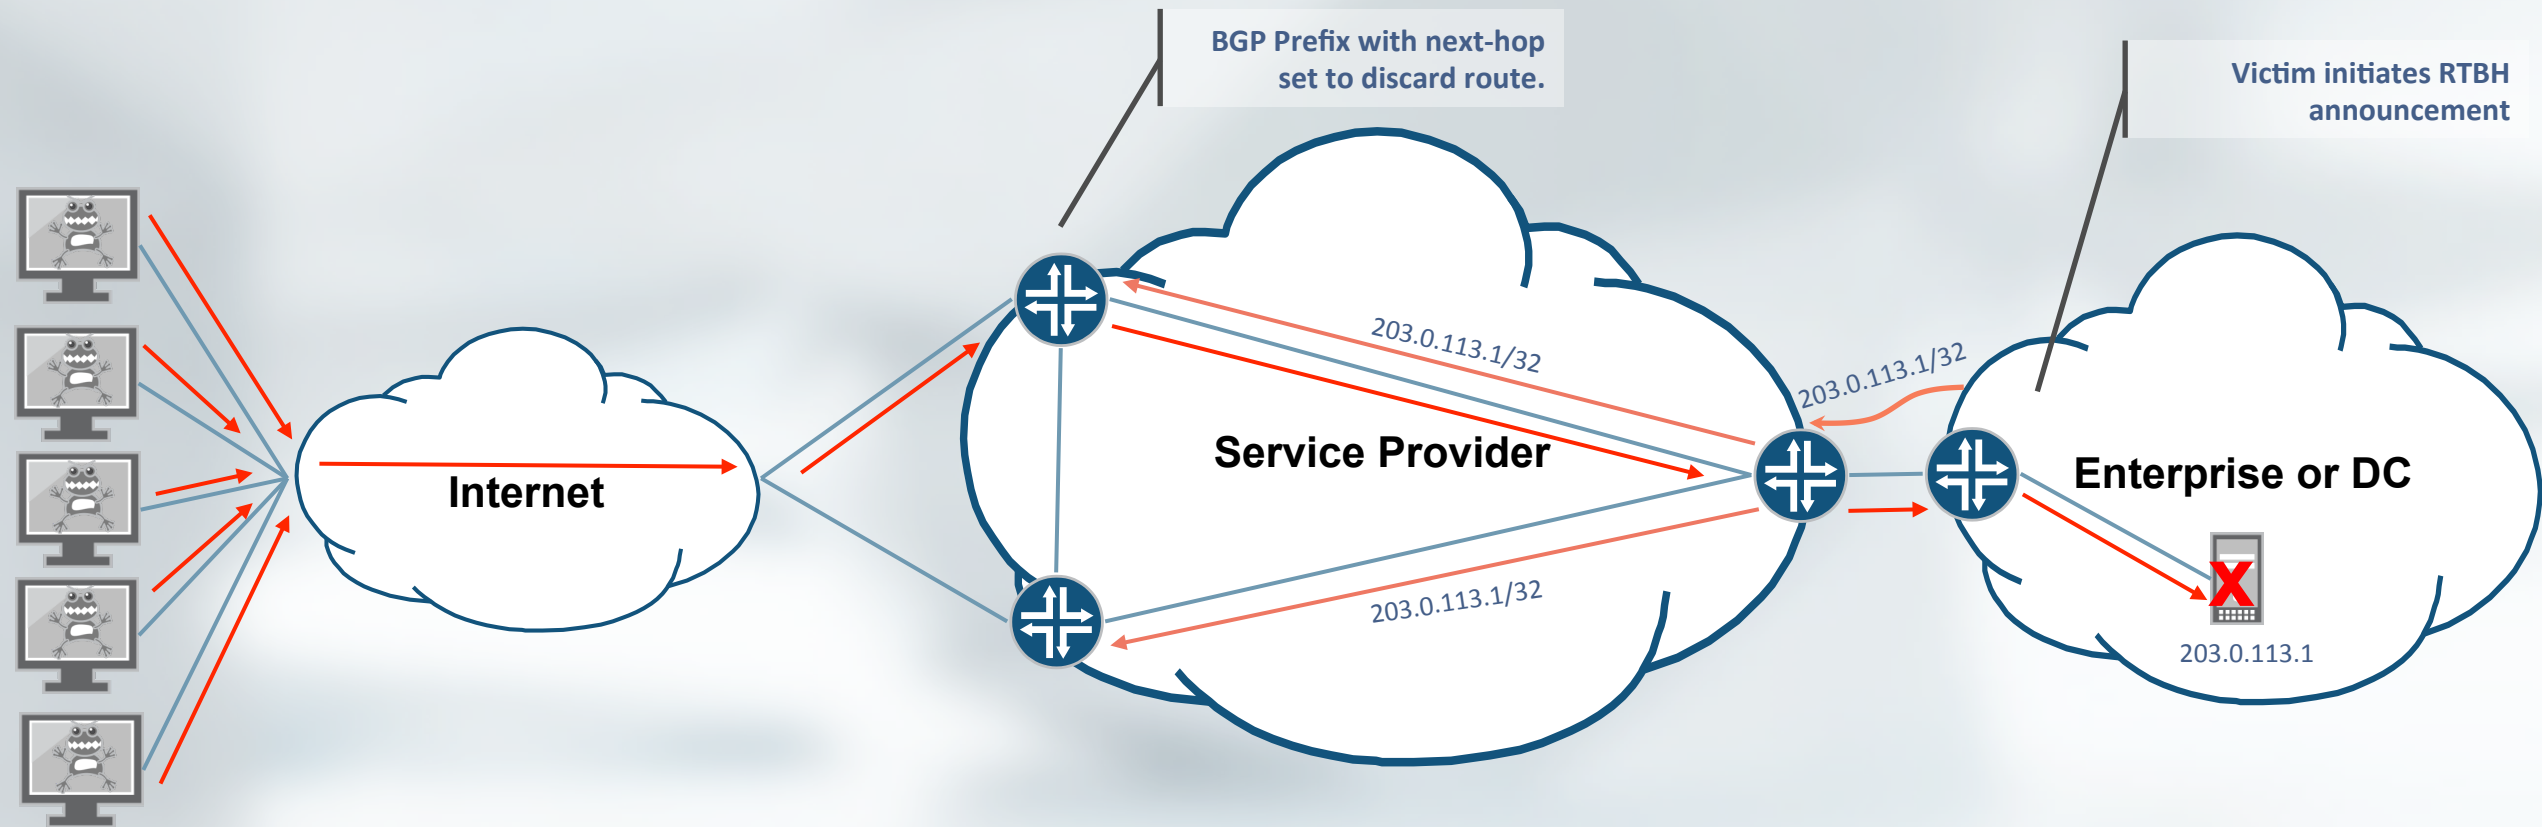 BGP Prefix with next-hop
set to discard route.
Victim initiates RTBH
announcement
203.0.113.1/32
203.0.113.1/32
Service Provider
Enterprise or DC
Internet
203.0.113.1/32
203.0.113.1